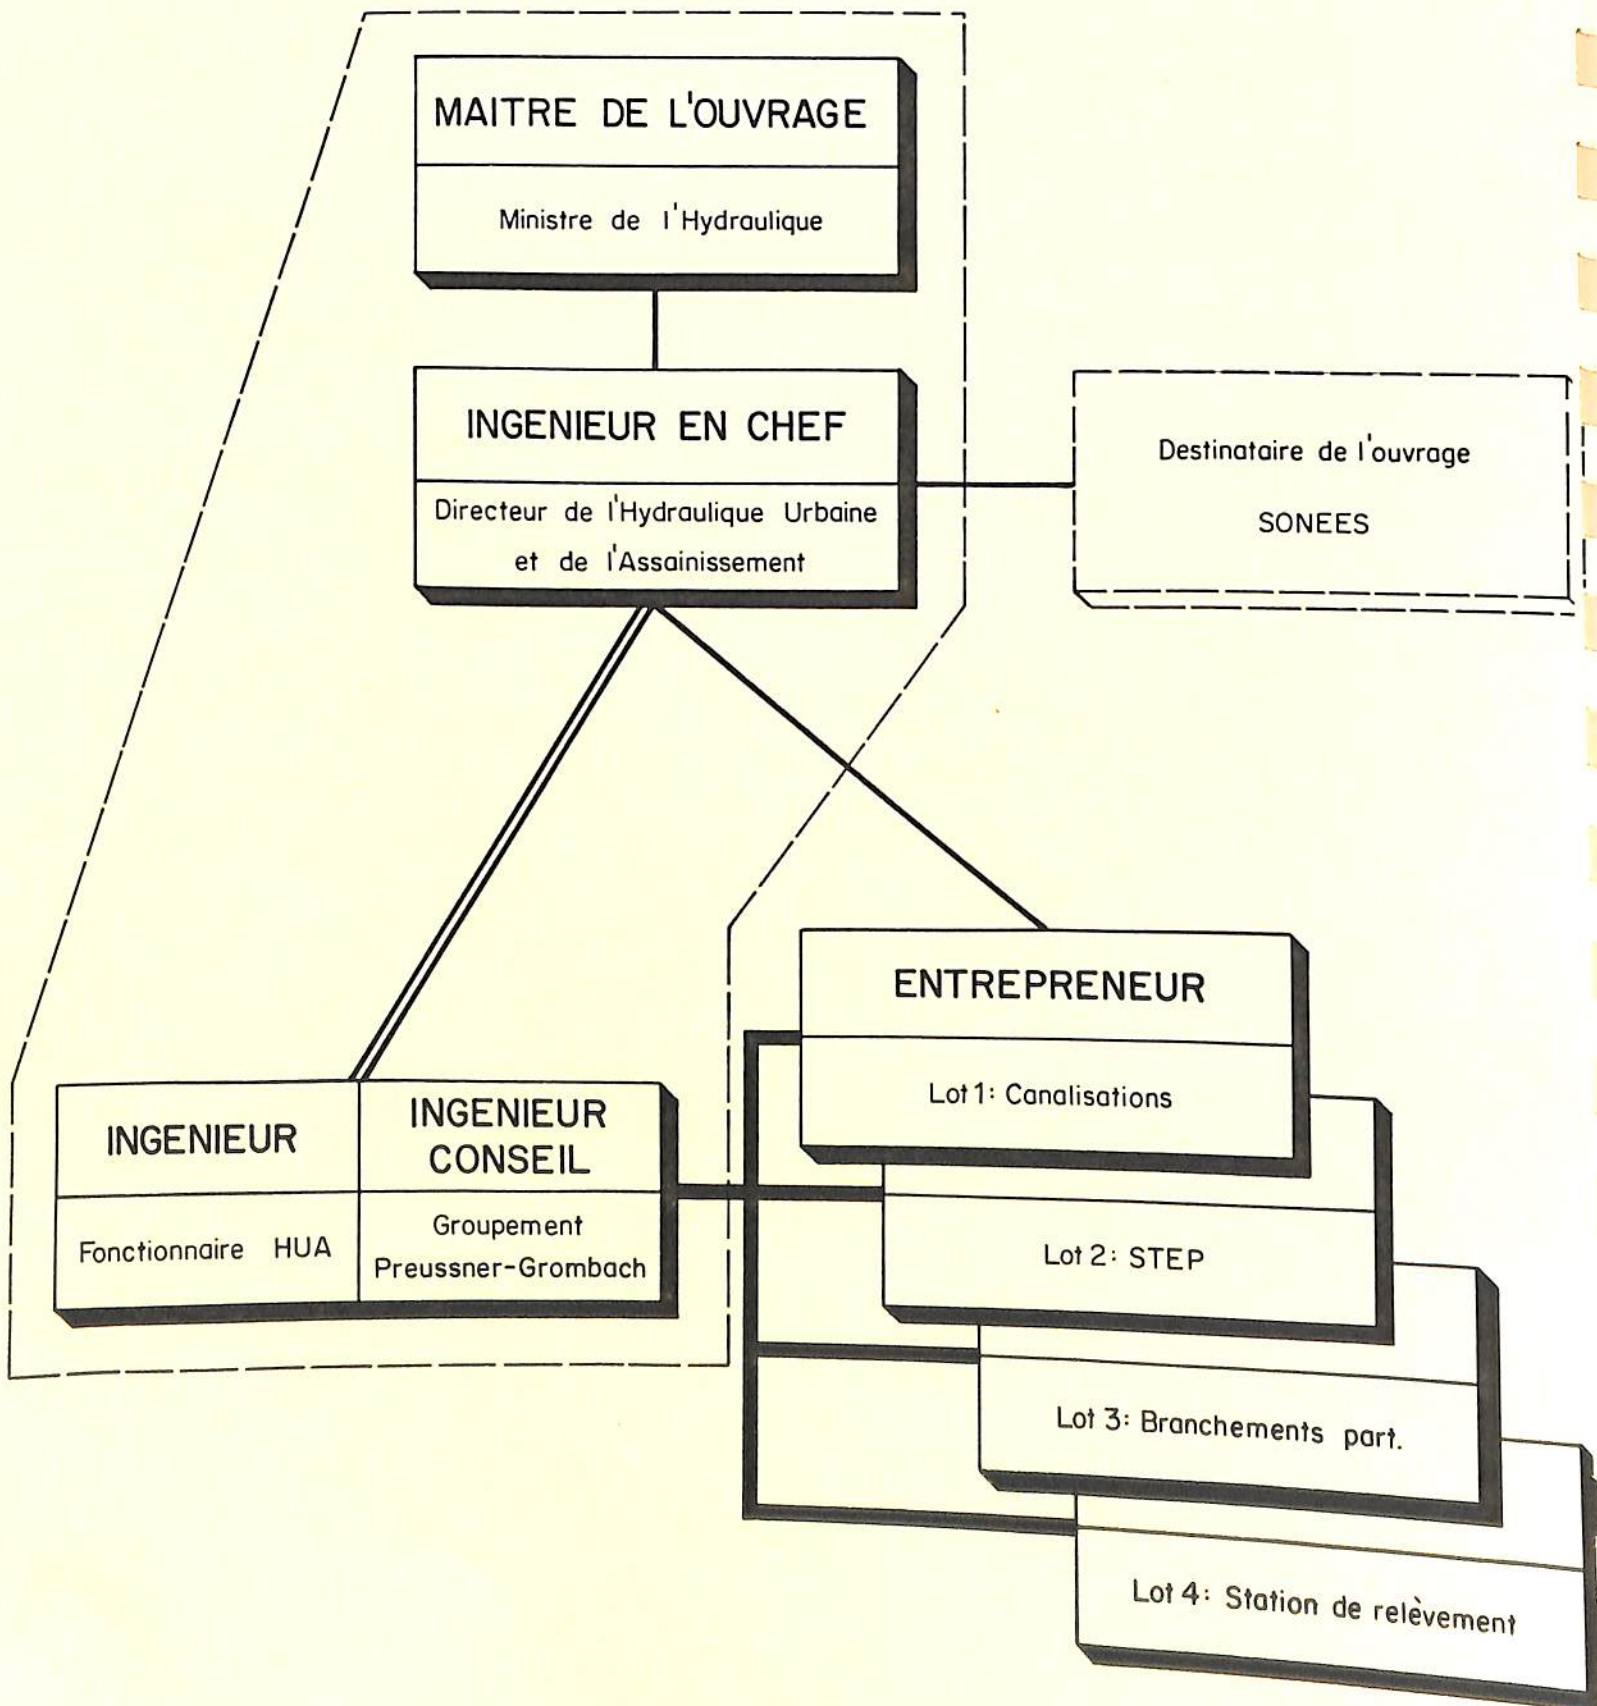 MAITRE DE L'OUVRAGE
Ministre de l'Hydraulique
INGENIEUR EN CHEF
Directeur de l'Hydraulique Urbaine
et de l'Assainissement
Destinataire de l'ouvrage
SONEES
INGENIEUR
Fonctionnaire HUA
INGENIEUR
CONSEIL
Groupement
Preussner-Grombach
ENTREPRENEUR
Lot 1: Canalisations
Lot 2: STEP
Lot 3: Branchements part.
Lot 4: Station de relèvement